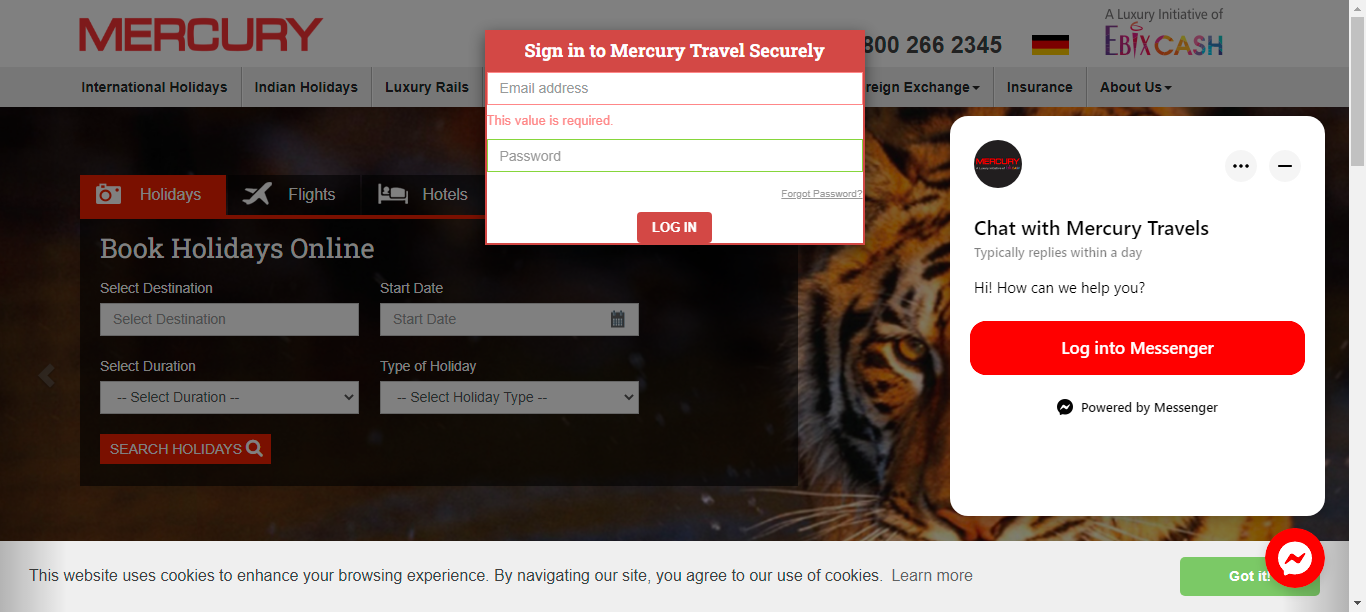 MERCURY
Sign in to Mercury Travel Securely
800 266 2345
A Luxury Initiative of
EBIXCASH
International Holidays
Indian Holidays
Luxury Rails
Exchange
Insurance
About Us
Email address
This value is required.
Password
Forgot Password?
LOG IN
Holidays
Flights
Hotels
Book Holidays Online
Select Destination
Start Date
Select Destination
Start Date
Select Duration
Type of Holiday
-- Select Duration --
-- Select Holiday Type --
SEARCH HOLIDAYS
MERCURY
Chat with Mercury Travels
Typically replies within a day
Hi! How can we help you?
Log into Messenger
Powered by Messenger
This website uses cookies to enhance your browsing experience. By navigating our site, you agree to our use of cookies. Learn more
Got it!